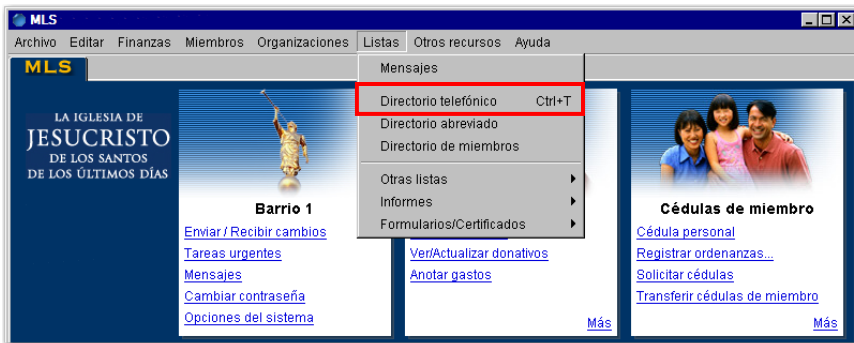 MLS
Archivo Editar Finanzas Miembros Organizaciones Listas Otros recursos Ayuda
MLS
Mensajes
Directorio telefónico Ctrl+T
Directorio abreviado
Directorio de miembros
Otras listas
Informes
Formularios/Certificados
LA IGLESIA DE
JESUCRISTO
DE LOS SANTOS
DE LOS ÚLTIMOS DÍAS
Barrio 1
Enviar / Recibir cambios
Tareas urgentes
Mensajes
Cambiar contraseña
Opciones del sistema
Ver/Actualizar donativos
Anotar gastos
Más
Cédulas de miembro
Cédula personal
Registrar ordenanzas...
Solicitar cédulas
Transferir cédulas de miembro
Más